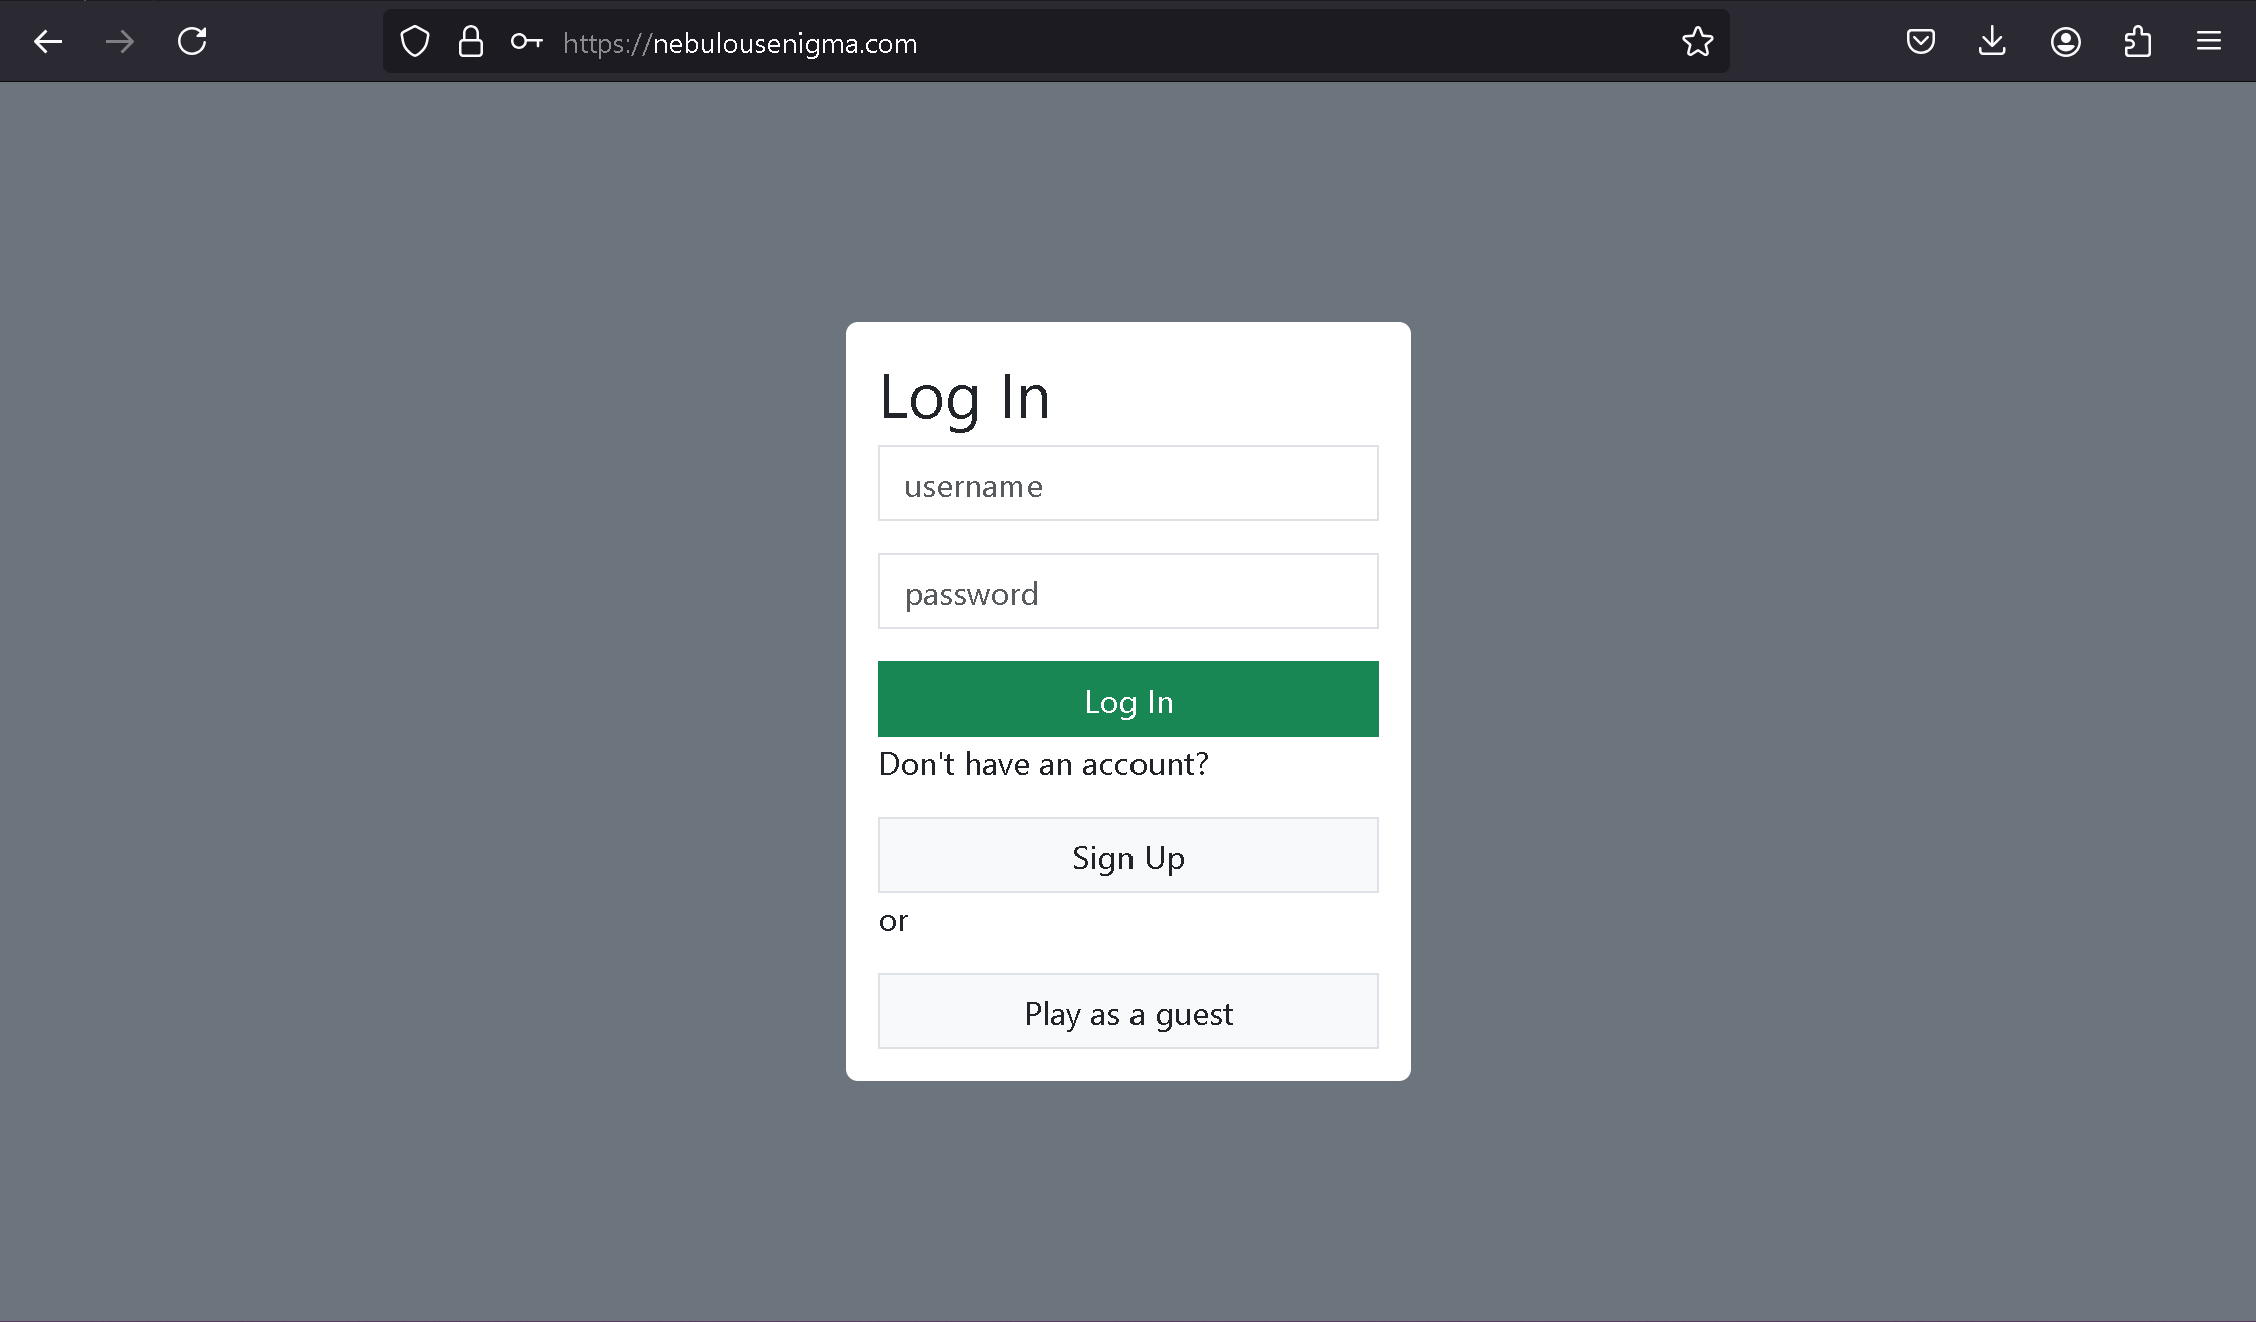 https://nebulousenigma.com
Log In
username
password
Log In
Don't have an account?
Sign Up
or
Play as a guest